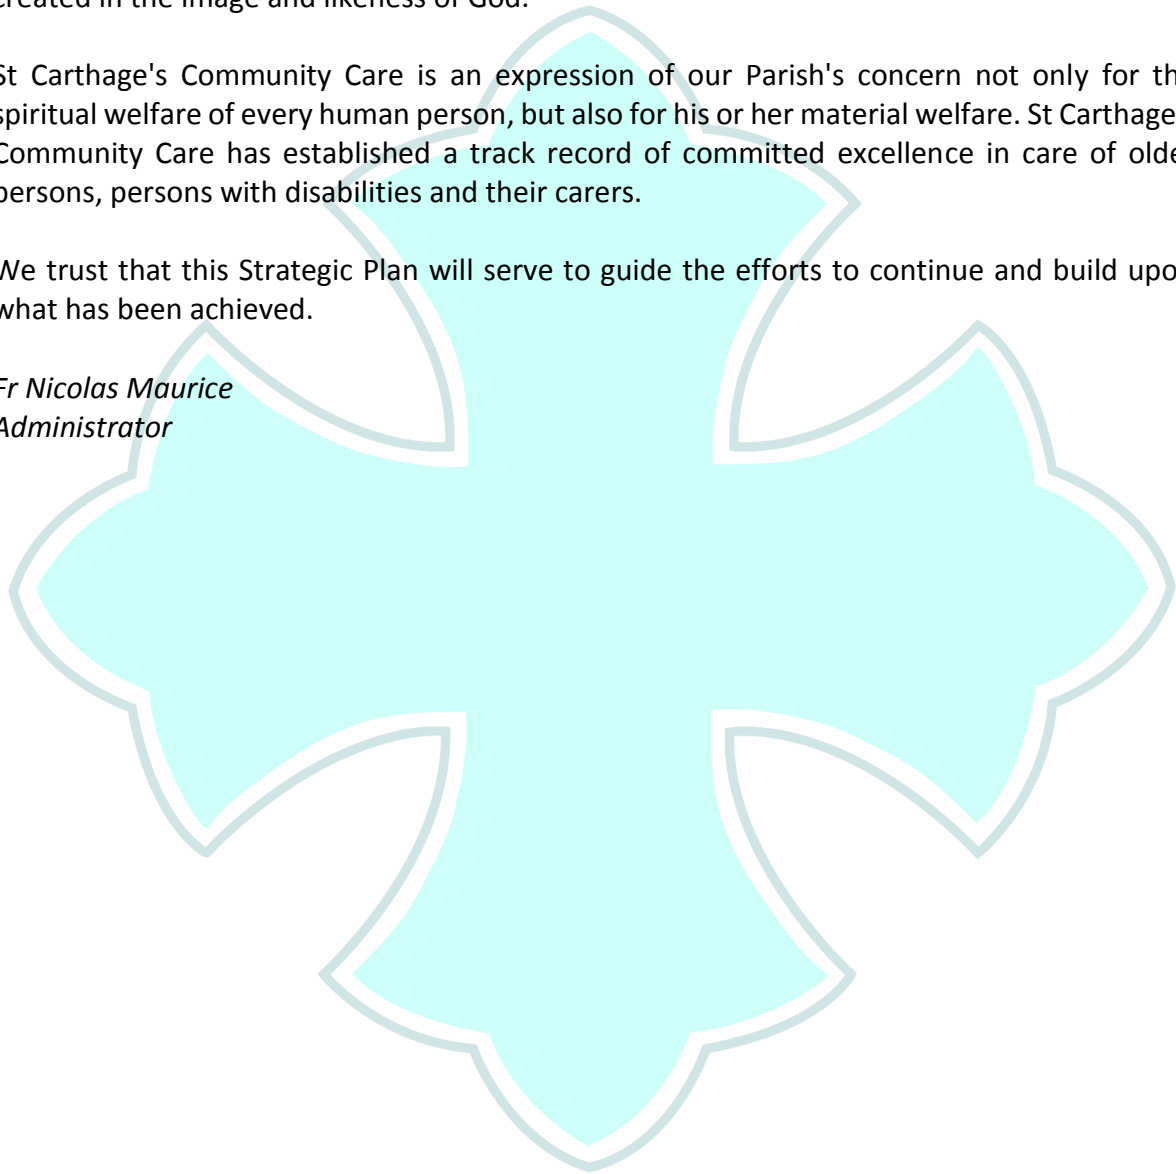 created in the image and likeness of God.
St Carthage's Community Care is an expression of our Parish's concern not only for th
spiritual welfare of every human person, but also for his or her material welfare. St Carthage
Community Care has established a track record of committed excellence in care of olde
persons, persons with disabilities and their carers.
We trust that this Strategic Plan will serve to guide the efforts to continue and build upo
what has been achieved.
Fr Nicolas Maurice
Administrator